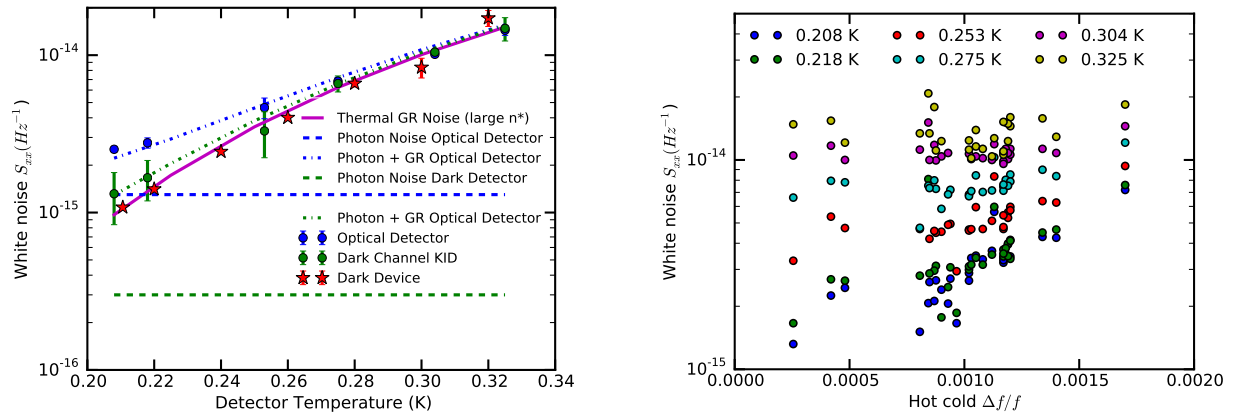 10⁻¹⁴
10⁻¹⁵
10⁻¹⁶
White noise Sxx(Hz⁻¹)
Thermal GR Noise (large n*)
Photon Noise Optical Detector
Photon + GR Optical Detector
Photon Noise Dark Detector
Photon + GR Optical Detector
Optical Detector
Dark Channel KID
Dark Device
0.20 0.22 0.24 0.26 0.28 0.30 0.32 0.34
Detector Temperature (K)
0.208 K 0.253 K 0.304 K
0.218 K 0.275 K 0.325 K
10⁻¹⁴
10⁻¹⁵
White noise Sxx(Hz⁻¹)
0.0000 0.0005 0.0010 0.0015 0.0020
Hot cold Δf/f